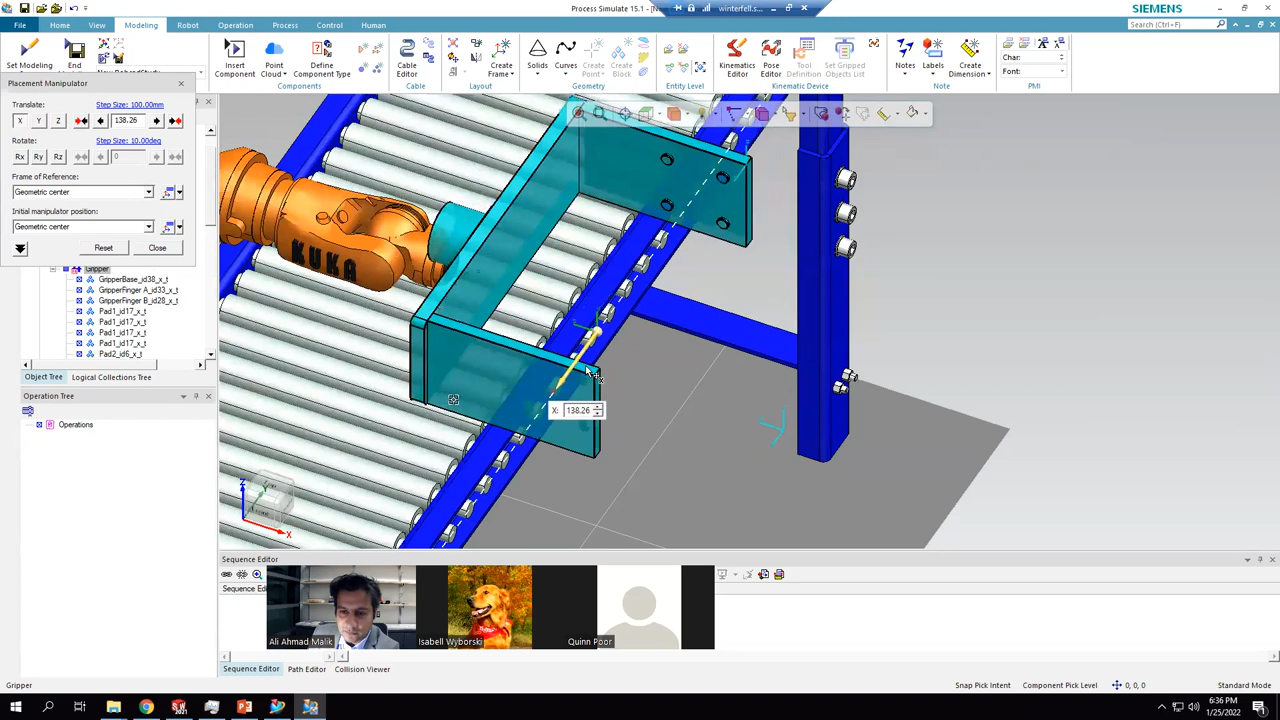 Process Simulate 15.1 - [N
winterfell.s...
SIEMENS
File
Home
View
Modeling
Robot
Operation
Process
Control
Human
Search (Ctrl+F)
Set Modeling
End
Insert Component
Point Cloud
Define Component Type
Components
Cable Editor
Cable
Create Frame
Layout
Solids
Curves
Create Point
Create Block
Geometry
Entity Level
Kinematics Editor
Pose Editor
Tool Definition
Set Gripped Objects List
Kinematic Device
Notes
Labels
Create Dimension
Note
Char:
Font:
PMI
Placement Manipulator
Translate:
Step Size: 100.00mm
X
Y
Z
138.26
Rotate:
Step Size: 10.00deg
Rx
Ry
Rz
0
Frame of Reference:
Geometric center
Initial manipulator position:
Geometric center
Reset
Close
Gripper
GripperBase_id38_x_t
GripperFinger A_id33_x_t
GripperFinger B_id28_x_t
Pad1_id17_x_t
Pad1_id17_x_t
Pad1_id17_x_t
Pad1_id17_x_t
Pad2_id6_x_t
Object Tree
Logical Collections Tree
Operation Tree
Operations
KUKA
X: 138.26
Z
X
Sequence Editor
Sequence Ed
Ali Ahmad Malik
Isabell Wyborski
Quinn Poor
Sequence Editor
Path Editor
Collision Viewer
Gripper
Snap Pick Intent
Component Pick Level
0, 0, 0
Standard Mode
6:36 PM
1/25/2022